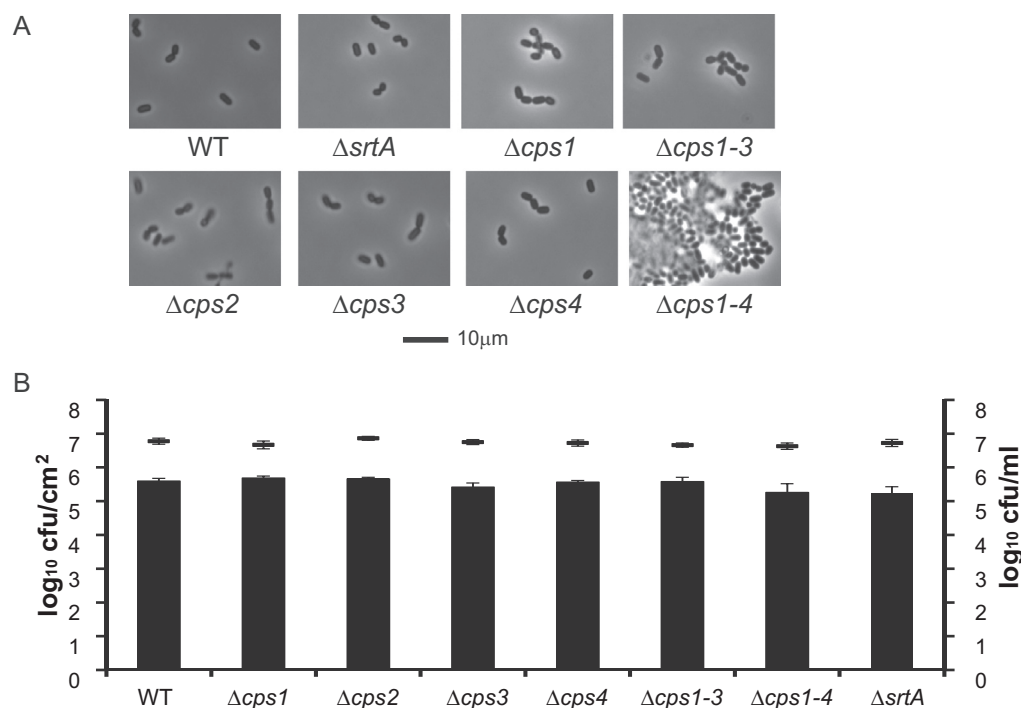 A
WT ΔsrtA Δcps1 Δcps1-3
Δcps2 Δcps3 Δcps4 Δcps1-4
10μm
B
log₁₀ cfu/cm²
8
7
6
5
4
3
2
1
0
8
7
6
5
4
3
2
1
0
log₁₀ cfu/ml
WT Δcps1 Δcps2 Δcps3 Δcps4 Δcps1-3 Δcps1-4 ΔsrtA